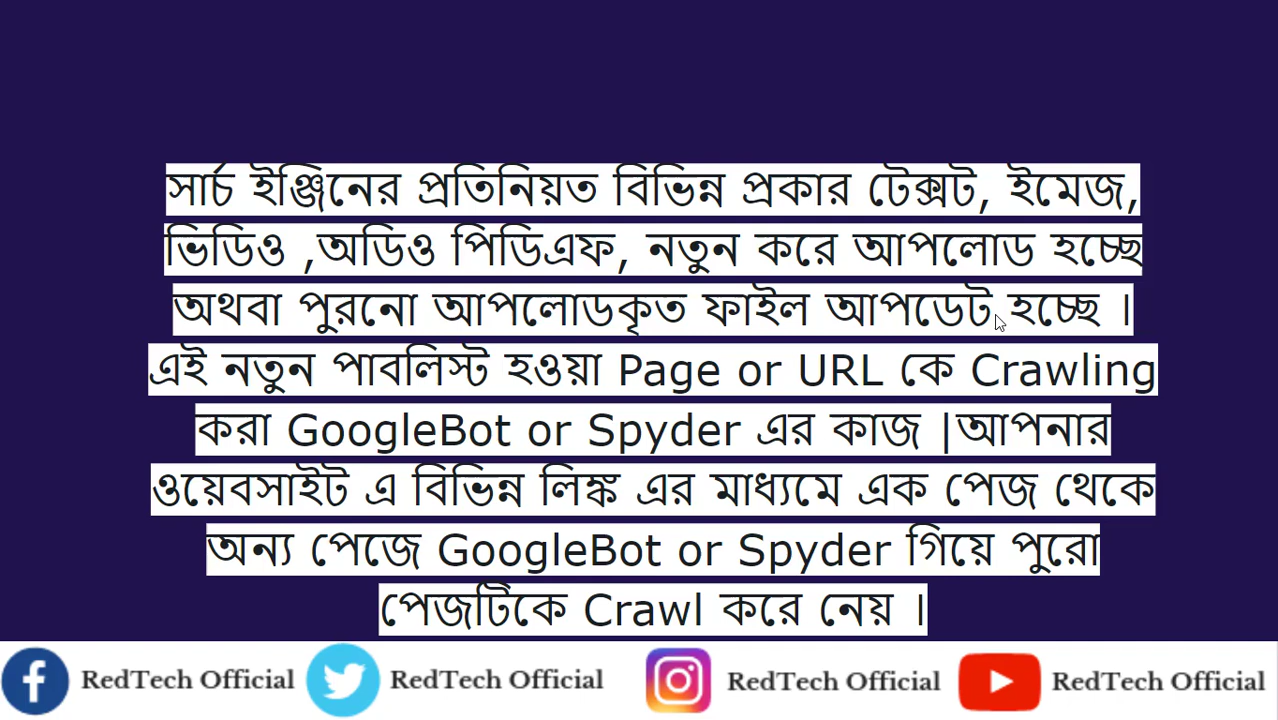 সার্চ ইঞ্জিনের প্রতিনিয়ত বিভিন্ন প্রকার টেক্সট, ইমেজ,
ভিডিও ,অডিও পিডিএফ, নতুন করে আপলোড হচ্ছে
অথবা পুরনো আপলোডকৃত ফাইল আপডেট হচ্ছে ।
এই নতুন পাবলিস্ট হওয়া Page or URL কে Crawling
করা GoogleBot or Spyder এর কাজ |আপনার
ওয়েবসাইট এ বিভিন্ন লিঙ্ক এর মাধ্যমে এক পেজ থেকে
অন্য পেজে GoogleBot or Spyder গিয়ে পুরো
পেজটিকে Crawl করে নেয় ।
RedTech Official RedTech Official RedTech Official RedTech Official